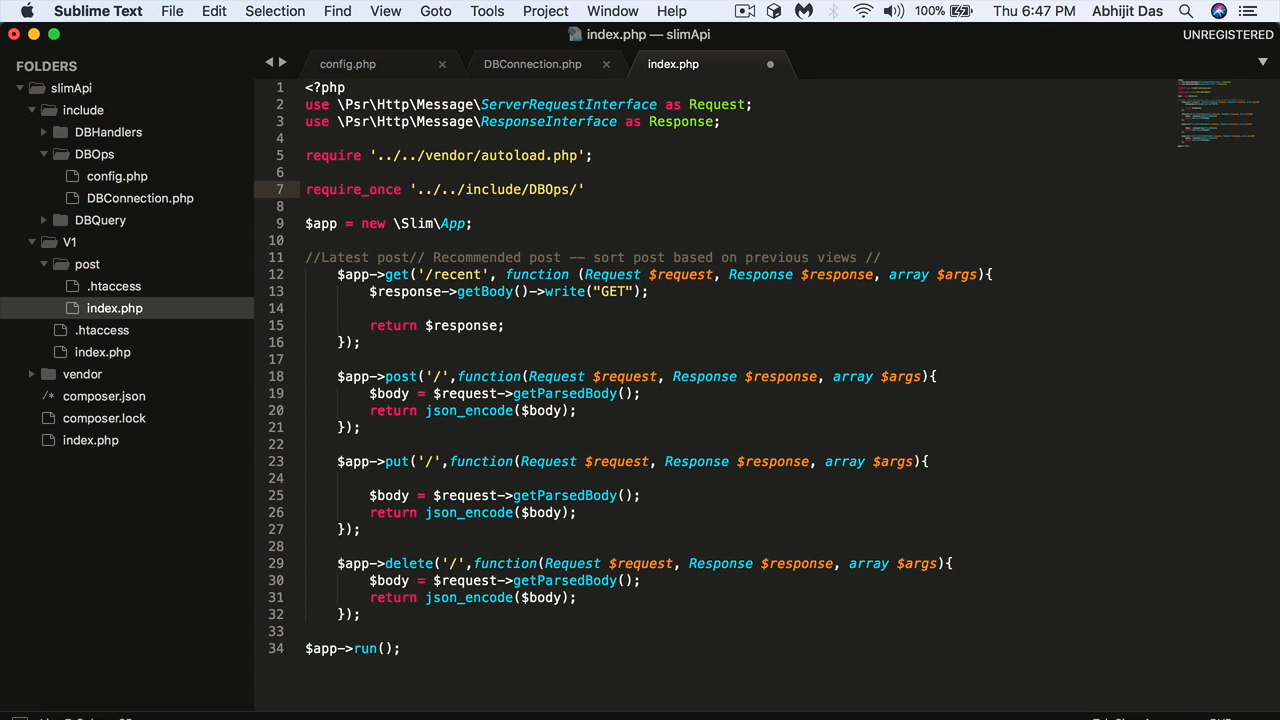 Sublime Text File Edit Selection Find View Goto Tools Project Window Help 100% Thu 6:47 PM Abhijit Das
index.php — slimApi UNREGISTERED
FOLDERS
slimApi
include
DBHandlers
DBOps
config.php
DBConnection.php
DBQuery
V1
post
.htaccess
index.php
.htaccess
index.php
vendor
/* composer.json
composer.lock
index.php
config.php × DBConnection.php × index.php
1 <?php
2 use \Psr\Http\Message\ServerRequestInterface as Request;
3 use \Psr\Http\Message\ResponseInterface as Response;
4
5 require '../../vendor/autoload.php';
6
7 require_once '../../include/DBOps/'
8
9 $app = new \Slim\App;
10
11 //Latest post// Recommended post -- sort post based on previous views //
12 $app->get('/recent', function (Request $request, Response $response, array $args){
13 $response->getBody()->write("GET");
14
15 return $response;
16 });
17
18 $app->post('/',function(Request $request, Response $response, array $args){
19 $body = $request->getParsedBody();
20 return json_encode($body);
21 });
22
23 $app->put('/',function(Request $request, Response $response, array $args){
24
25 $body = $request->getParsedBody();
26 return json_encode($body);
27 });
28
29 $app->delete('/',function(Request $request, Response $response, array $args){
30 $body = $request->getParsedBody();
31 return json_encode($body);
32 });
33
34 $app->run();